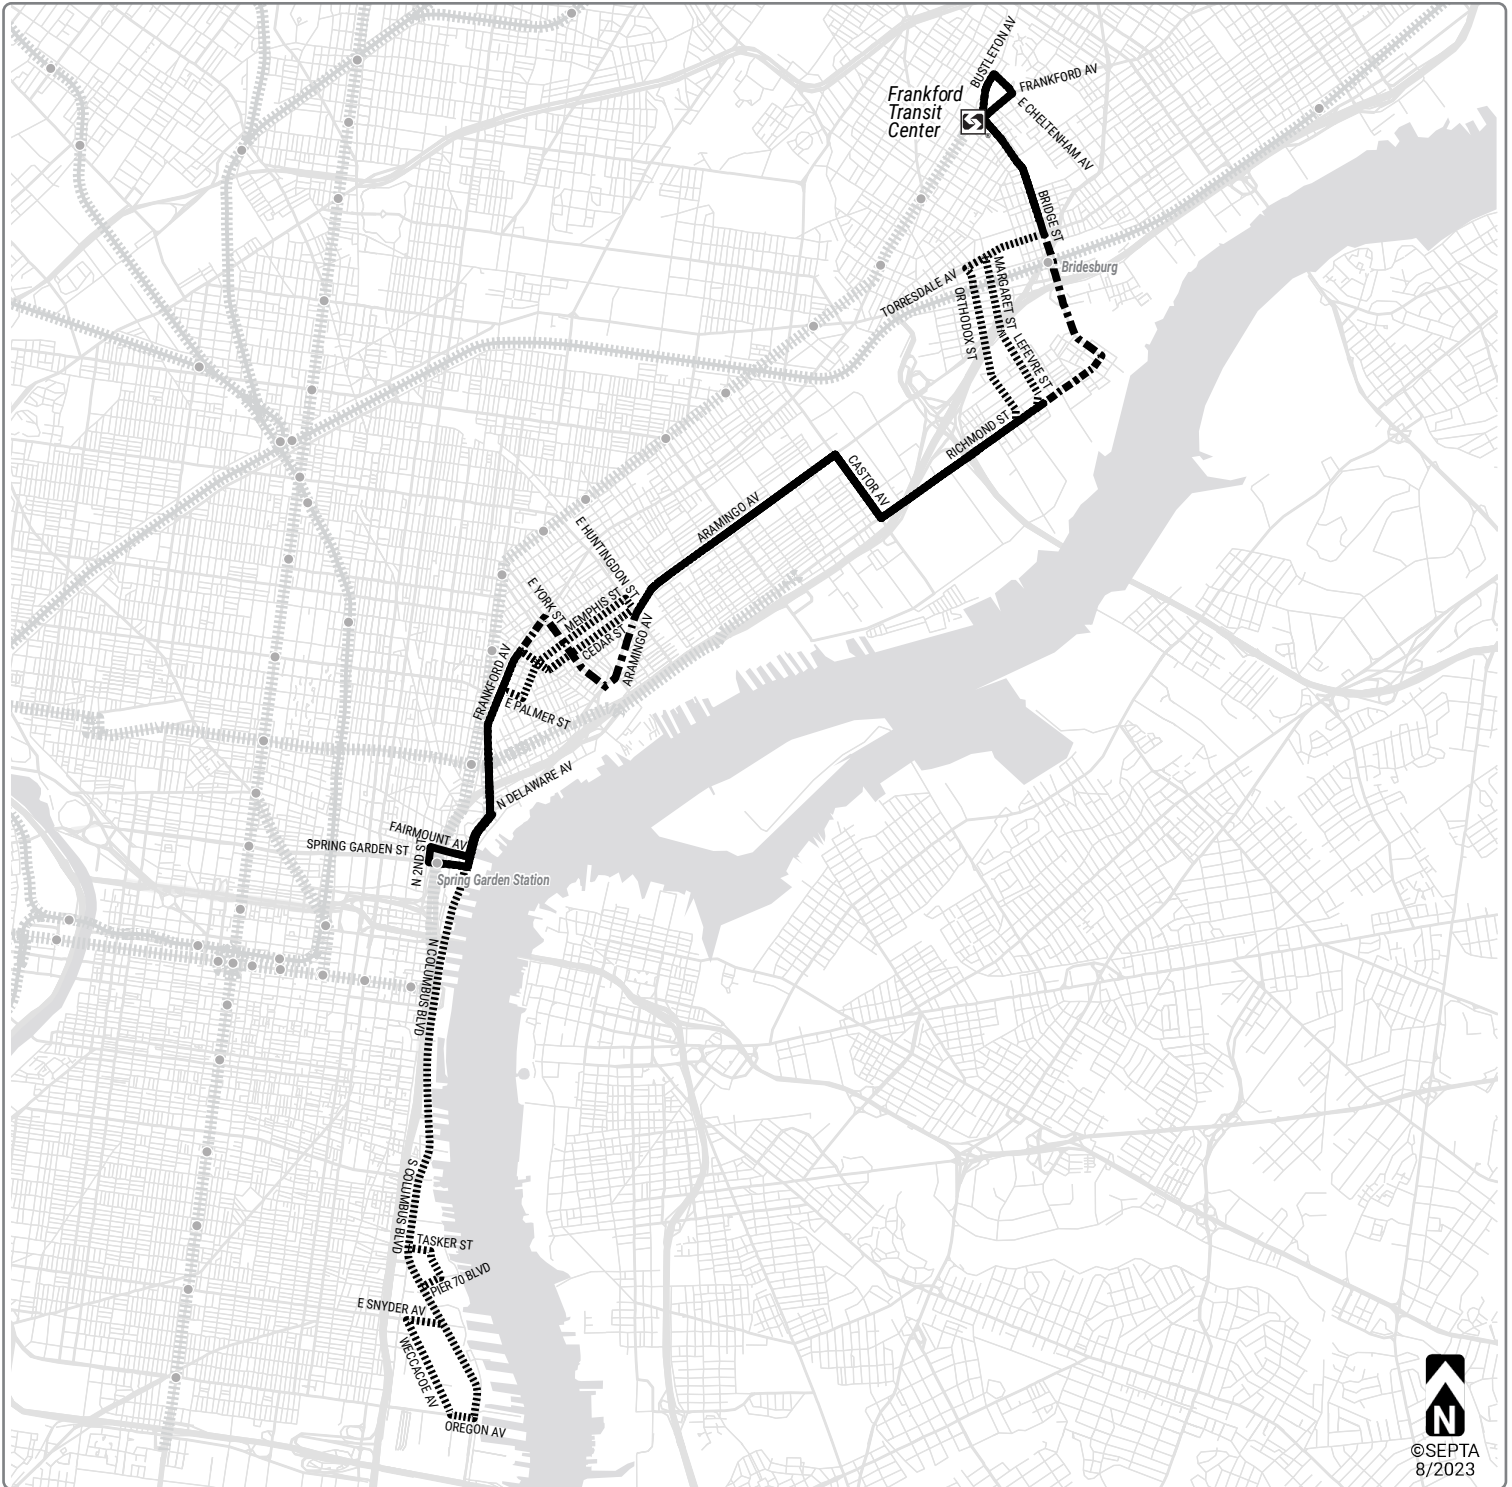 BUSTLETON AV
FRANKFORD AV
Frankford
Transit
Center
E CHELTENHAM AV
BRIDGE ST
Bridesburg
TORRESDALE AV
MARGARET ST
ORTHODOX ST
LEFEVRE ST
RICHMOND ST
CASTOR AV
ARAMINGO AV
E HUNTINGDON ST
E YORK ST
MEMPHIS ST
CEDAR ST
ARAMINGO AV
FRANKFORD AV
E PALMER ST
N DELAWARE AV
FAIRMOUNT AV
SPRING GARDEN ST
N 2ND ST
Spring Garden Station
N COLUMBUS BLVD
S COLUMBUS BLVD
TASKER ST
PIER 70 BLVD
E SNYDER AV
WECCACOE AV
OREGON AV
N
©SEPTA
8/2023